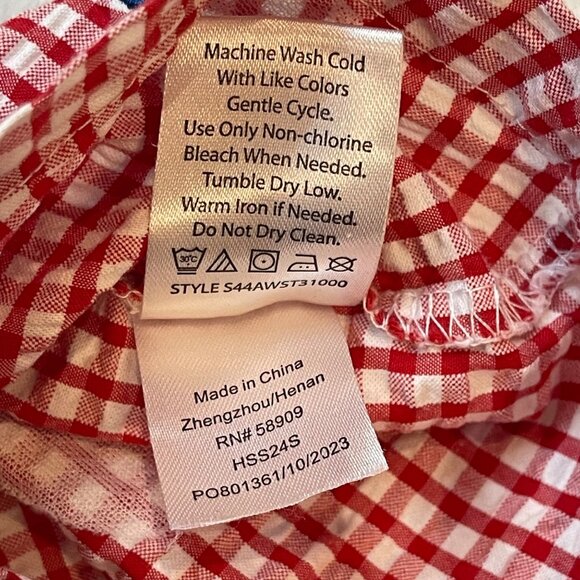 Machine Wash Cold
With Like Colors
Gentle Cycle.
Use Only Non-chlorine
Bleach When Needed.
Tumble Dry Low.
Warm Iron if Needed.
Do Not Dry Clean.
30°C
STYLE S44AWST31000
Made in China
Zhengzhou/Henan
RN# 58909
HSS24S
PO801361/10/2023